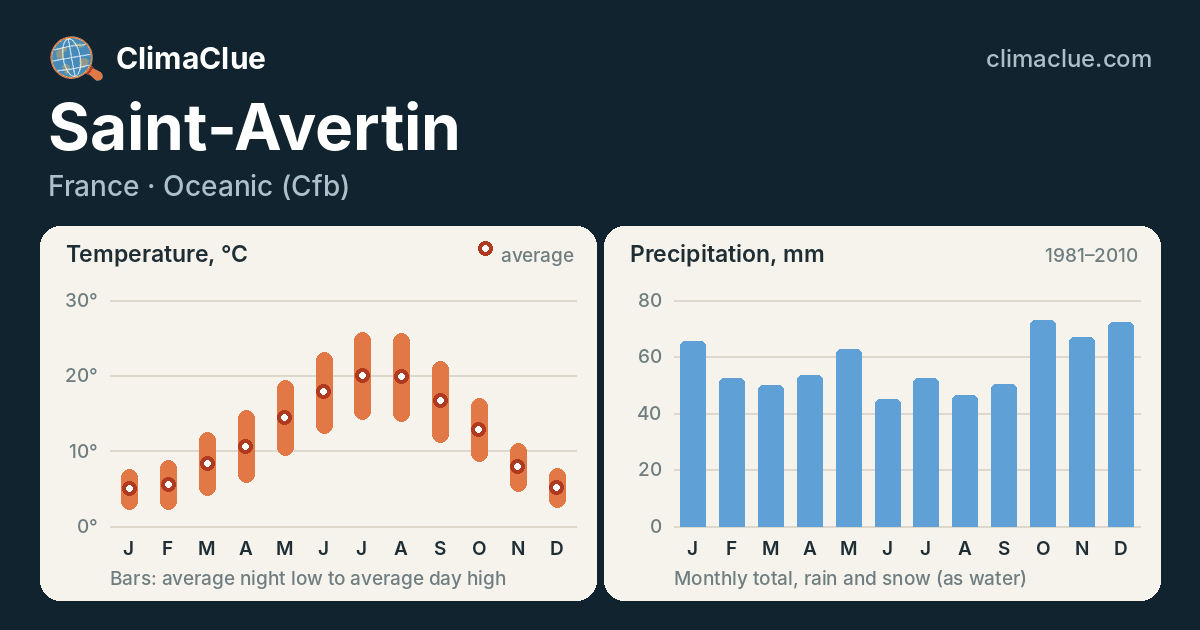 ClimaClue
climaclue.com
Saint-Avertin
France · Oceanic (Cfb)
Temperature, °C
average
30°
20°
10°
0°
J F M A M J J A S O N D
Bars: average night low to average day high
Precipitation, mm
1981–2010
80
60
40
20
0
J F M A M J J A S O N D
Monthly total, rain and snow (as water)